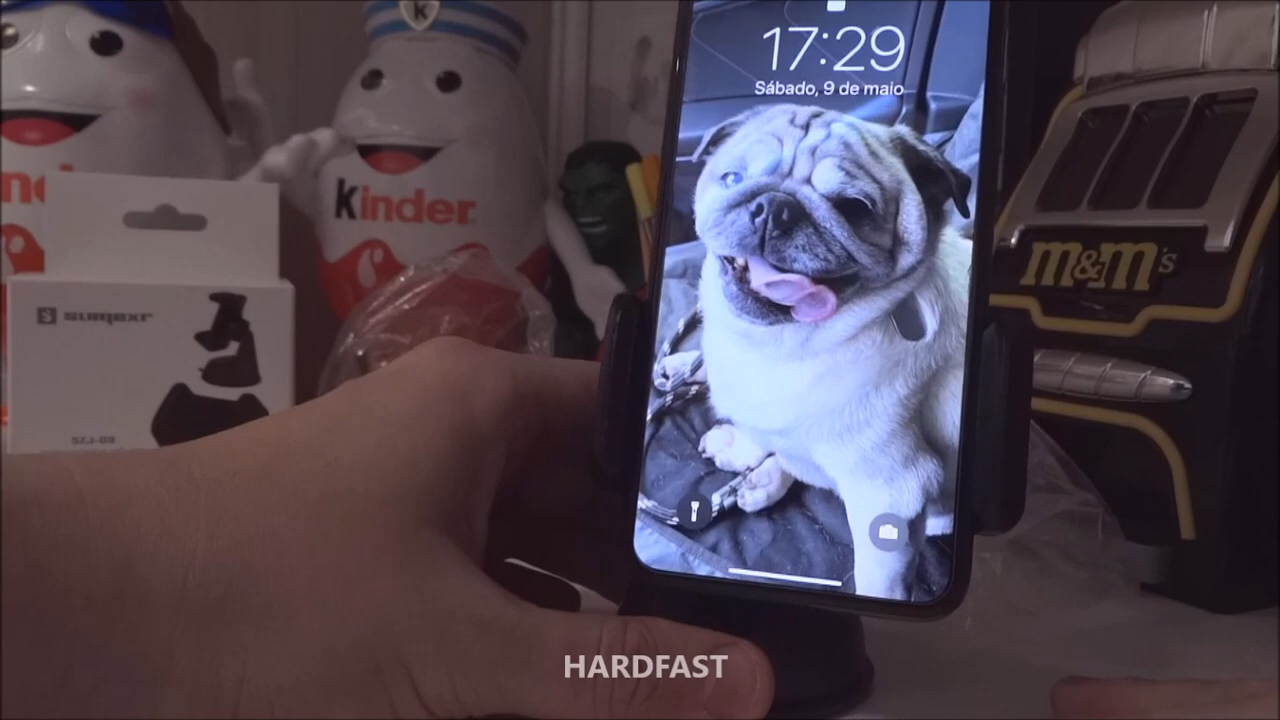 k
kinder
17:29
Sábado, 9 de maio
m&m's
SZJ-08
HARDFAST